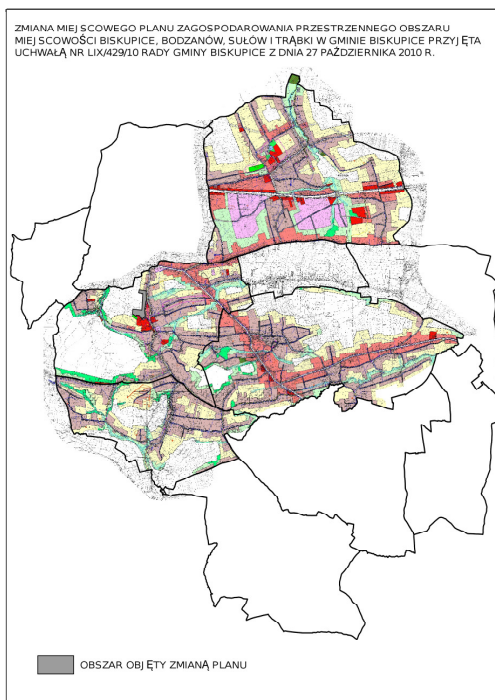 ZMIANA MIEJSCOWEGO PLANU ZAGOSPODAROWANIA PRZESTRZENNEGO OBSZARU
MIEJSCOWOŚCI BISKUPICE, BODZANÓW, SUŁÓW I TRĄBKI W GMINIE BISKUPICE PRZYJĘTA
UCHWAŁĄ NR LIX/429/10 RADY GMINY BISKUPICE Z DNIA 27 PAŹDZIERNIKA 2010 R.
OBSZAR OBJĘTY ZMIANĄ PLANU